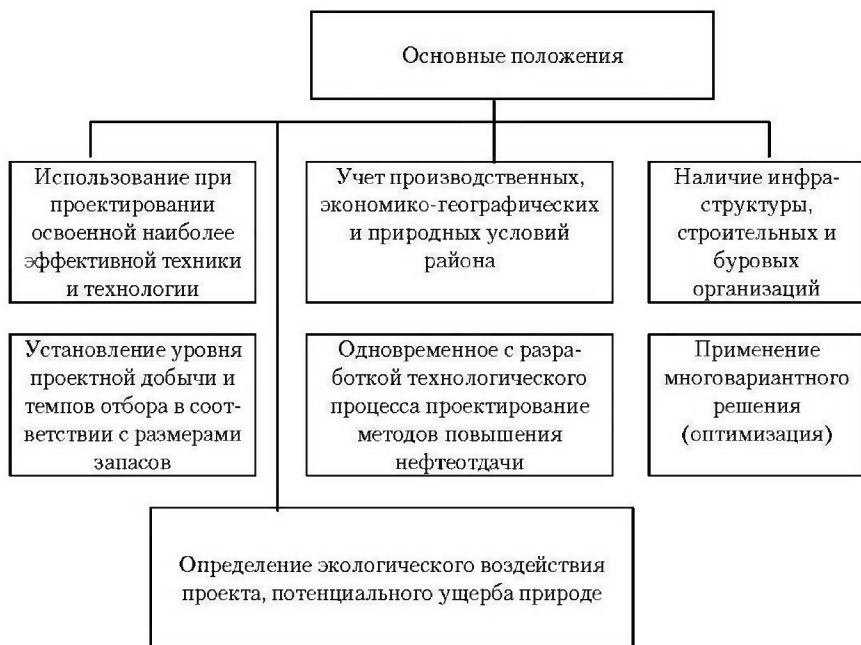 Основные положения
Использование при
проектировании
освоенной наиболее
эффективной техники
и технологии
Учет производственных,
экономико-географических
и природных условий
района
Наличие инфра-
структуры,
строительных и
буровых
организаций
Установление уровня
проектной добычи и
темпов отбора в соот-
ветствии с размерами
запасов
Одновременное с разра-
боткой технологического
процесса проектирование
методов повышения
нефтеотдачи
Применение
многовариантного
решения
(оптимизация)
Определение экологического воздействия
проекта, потенциального ущерба природе